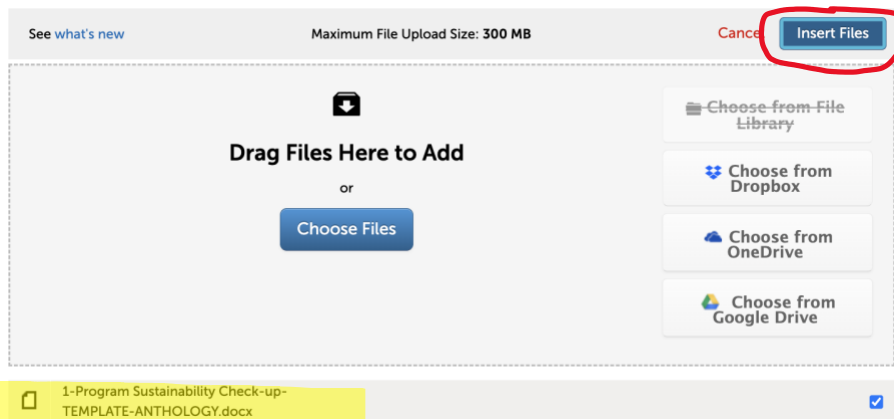 See what's new
Maximum File Upload Size: 300 MB
Cance
Insert Files
Drag Files Here to Add
or
Choose Files
Choose from File
Library
Choose from
Dropbox
Choose from
OneDrive
Choose from
Google Drive
1-Program Sustainability Check-up-
TEMPLATE-ANTHOLOGY.docx